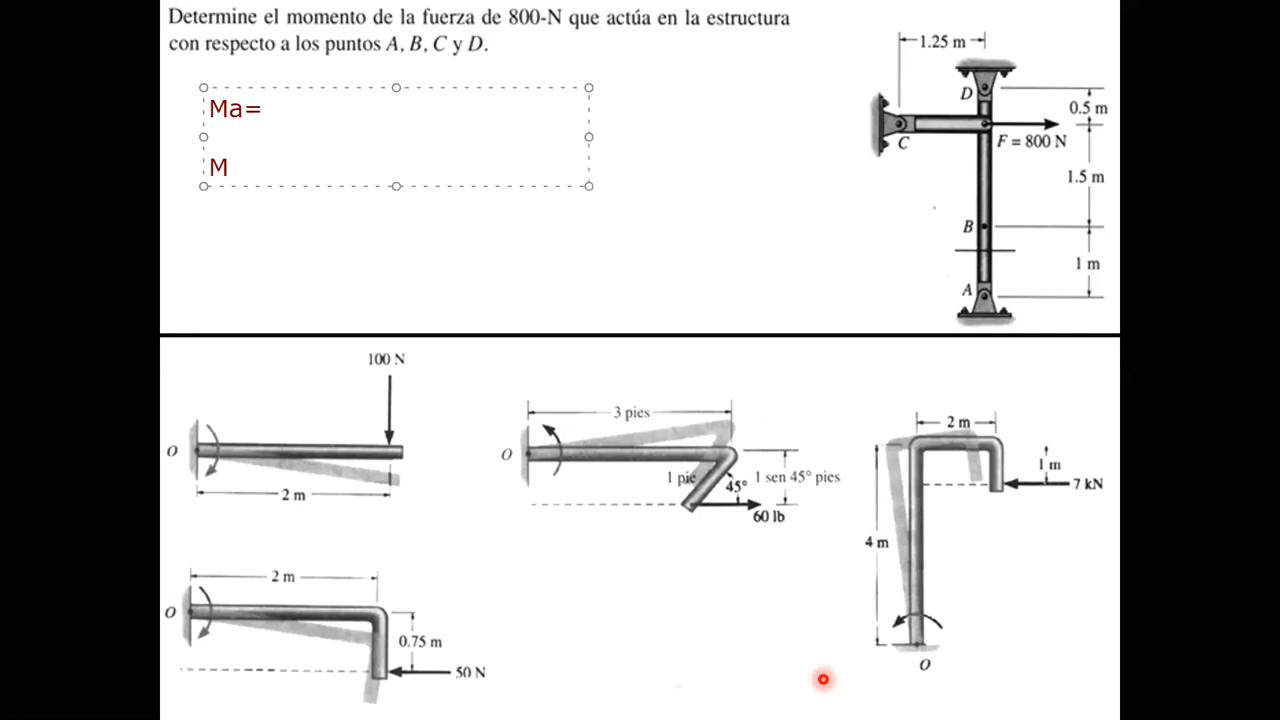 Determine el momento de la fuerza de 800-N que actúa en la estructura
con respecto a los puntos A, B, C y D.
Ma=
M
1.25 m
D
0.5 m
C
F = 800 N
1.5 m
B
1 m
A
100 N
O
2 m
3 pies
O
1 pie
45°
1 sen 45° pies
60 lb
2 m
1 m
7 kN
4 m
O
2 m
O
0.75 m
50 N